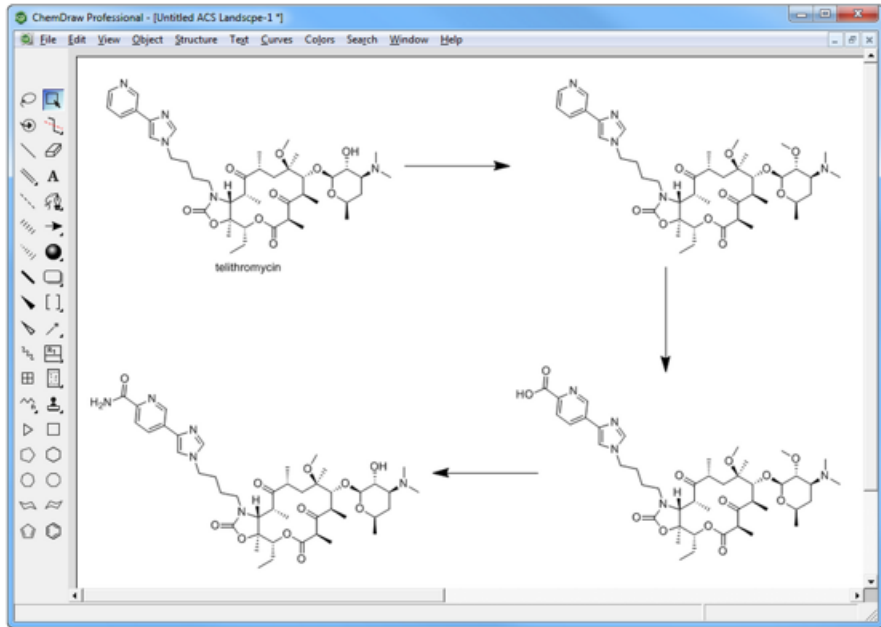 ChemDraw Professional - [Untitled ACS Landscpe-1 *]
File Edit View Object Structure Text Curves Colors Search Window Help
A
N
N
N
O
O
O
OH
N
N
H
O
O
O
O
O
O
telithromycin
N
N
N
O
O
O
O
N
N
H
O
O
O
O
O
O
O
H2N
N
N
N
O
O
O
OH
N
N
H
O
O
O
O
O
O
O
HO
N
N
N
O
O
O
O
N
N
H
O
O
O
O
O
O